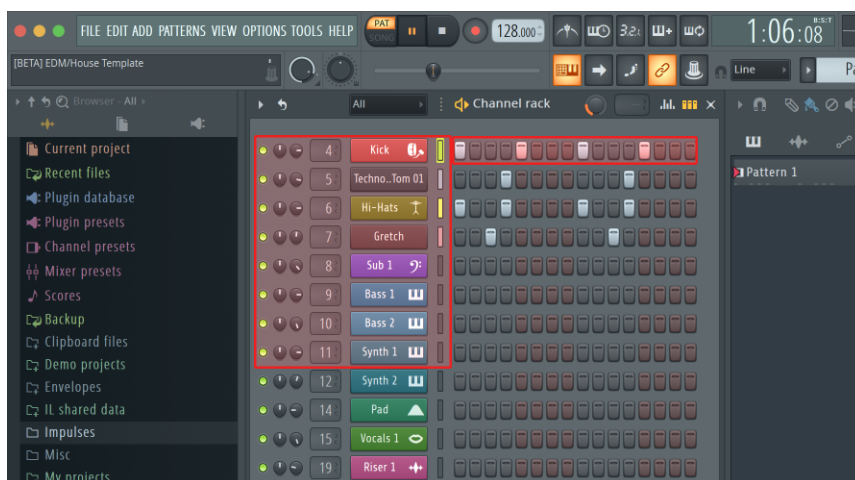 FILE EDIT ADD PATTERNS VIEW OPTIONS TOOLS HELP
PAT
SONG
128.000
3.2.
1:06:08
B:S:T
[BETA] EDM/House Template
Line
Browser - All
All
Channel rack
Current project
Recent files
Plugin database
Plugin presets
Channel presets
Mixer presets
Scores
Backup
Clipboard files
Demo projects
Envelopes
IL shared data
Impulses
Misc
My projects
4 Kick
5 Techno..Tom 01
6 Hi-Hats
7 Gretch
8 Sub 1
9 Bass 1
10 Bass 2
11 Synth 1
12 Synth 2
14 Pad
15 Vocals 1
19 Riser 1
Pattern 1